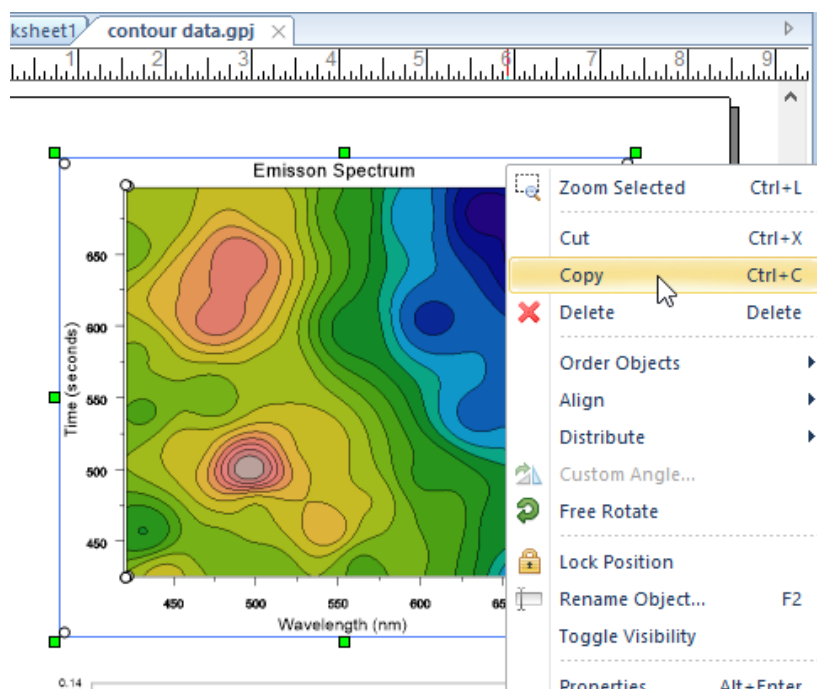 ksheet1 contour data.gpj
1 2 3 4 5 6 7 8 9
Emisson Spectrum
650
600
550
500
450
Time (seconds)
450 500 550 600 65
Wavelength (nm)
0.14
Zoom Selected Ctrl+L
Cut Ctrl+X
Copy Ctrl+C
Delete Delete
Order Objects
Align
Distribute
Custom Angle...
Free Rotate
Lock Position
Rename Object... F2
Toggle Visibility
Properties Alt+Enter